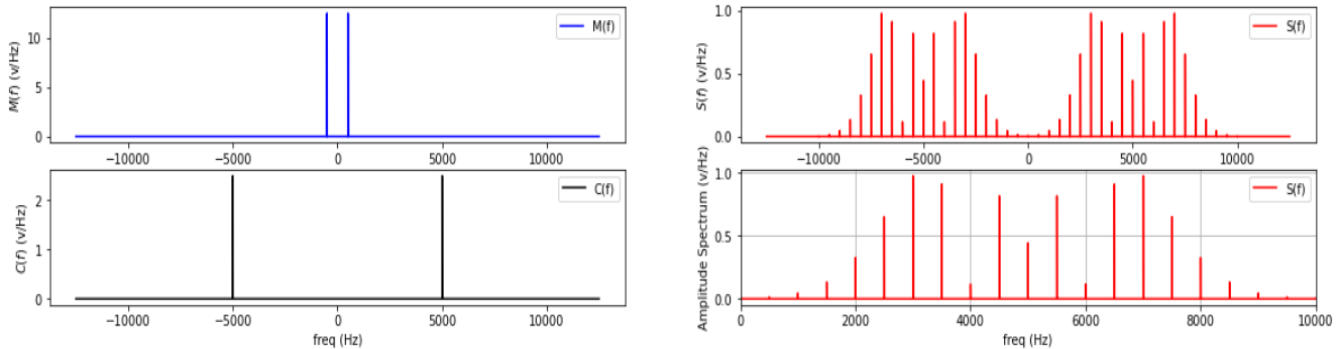 10
5
0
M(f) (v/Hz)
M(f)
−10000 −5000 0 5000 10000
2
1
0
C(f) (v/Hz)
C(f)
−10000 −5000 0 5000 10000
freq (Hz)
1.0
0.5
0.0
S(f) (v/Hz)
S(f)
−10000 −5000 0 5000 10000
1.0
0.5
0.0
Amplitude Spectrum (v/Hz)
S(f)
0 2000 4000 6000 8000 10000
freq (Hz)